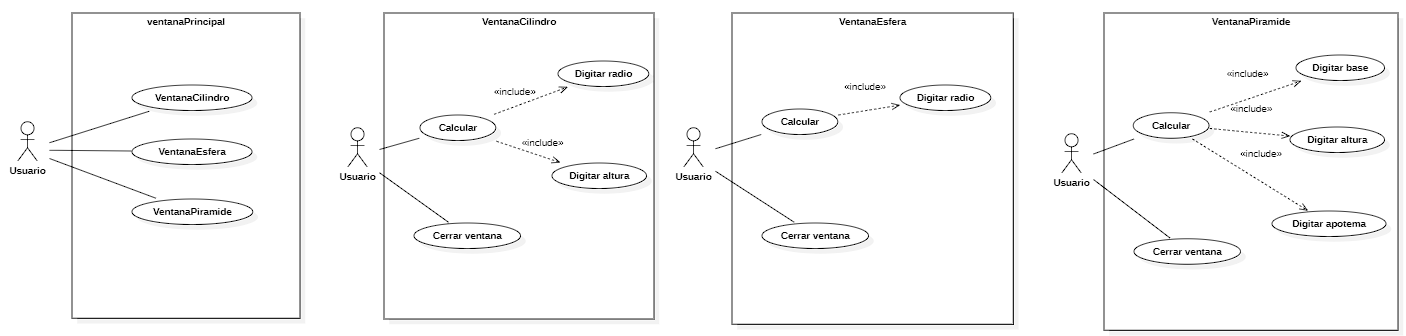 ventanaPrincipal
VentanaCilindro
VentanaEsfera
VentanaPiramide
Usuario
VentanaCilindro
Digitar radio
«include»
Calcular
«include»
Digitar altura
Cerrar ventana
Usuario
VentanaEsfera
«include»
Digitar radio
Calcular
Cerrar ventana
Usuario
VentanaPiramide
Digitar base
«include»
«include»
Calcular
Digitar altura
«include»
Digitar apotema
Cerrar ventana
Usuario